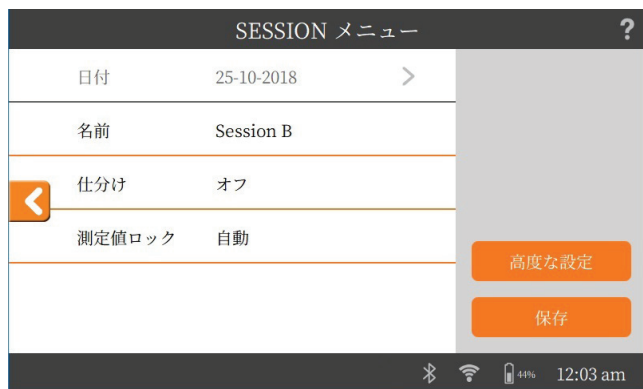 SESSION メニュー
?
日付 25-10-2018
名前 Session B
仕分け オフ
測定値ロック 自動
高度な設定
保存
44% 12:03 am